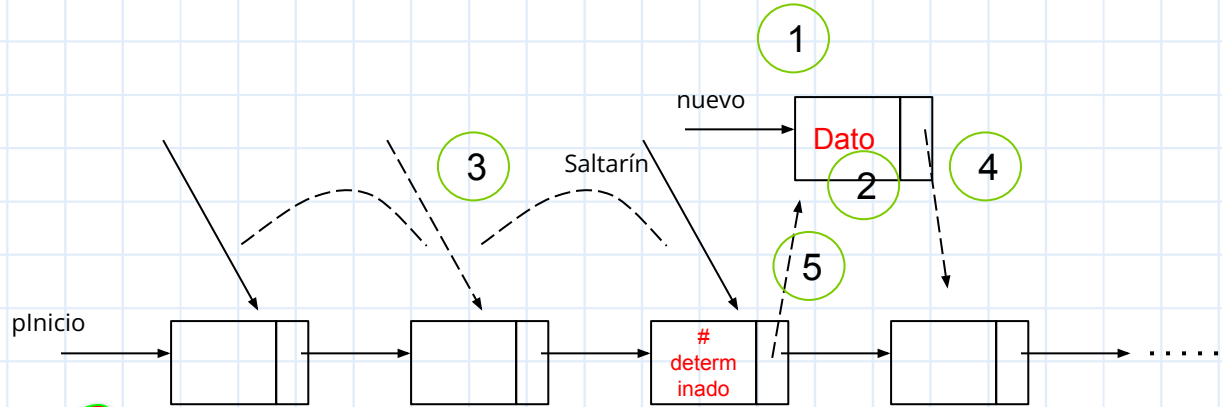 1
nuevo
Dato
3
Saltarín
2
4
5
pInicio
#
determ
inado